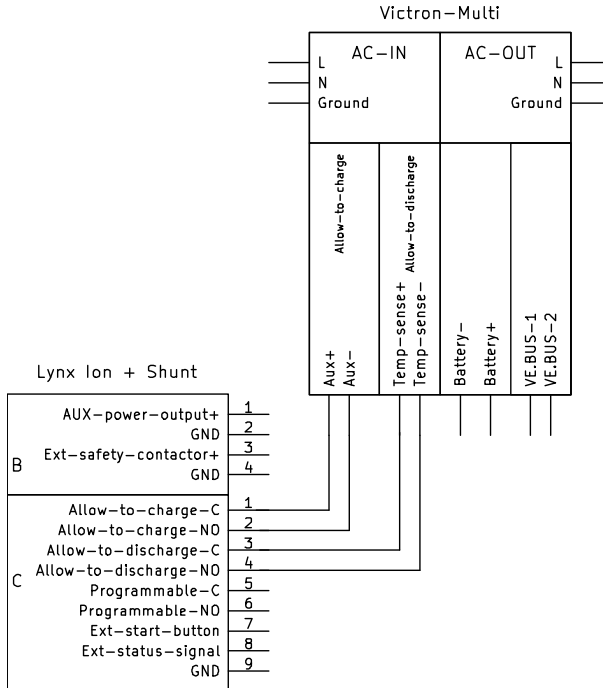 Victron-Multi
AC-IN
AC-OUT
L
N
Ground
L
N
Ground
Allow-to-charge
Allow-to-discharge
Aux+
Aux-
Temp-sense+
Temp-sense-
Battery-
Battery+
VE.BUS-1
VE.BUS-2
Lynx Ion + Shunt
B
AUX-power-output+ 1
GND 2
Ext-safety-contactor+ 3
GND 4
C
Allow-to-charge-C 1
Allow-to-charge-NO 2
Allow-to-discharge-C 3
Allow-to-discharge-NO 4
Programmable-C 5
Programmable-NO 6
Ext-start-button 7
Ext-status-signal 8
GND 9